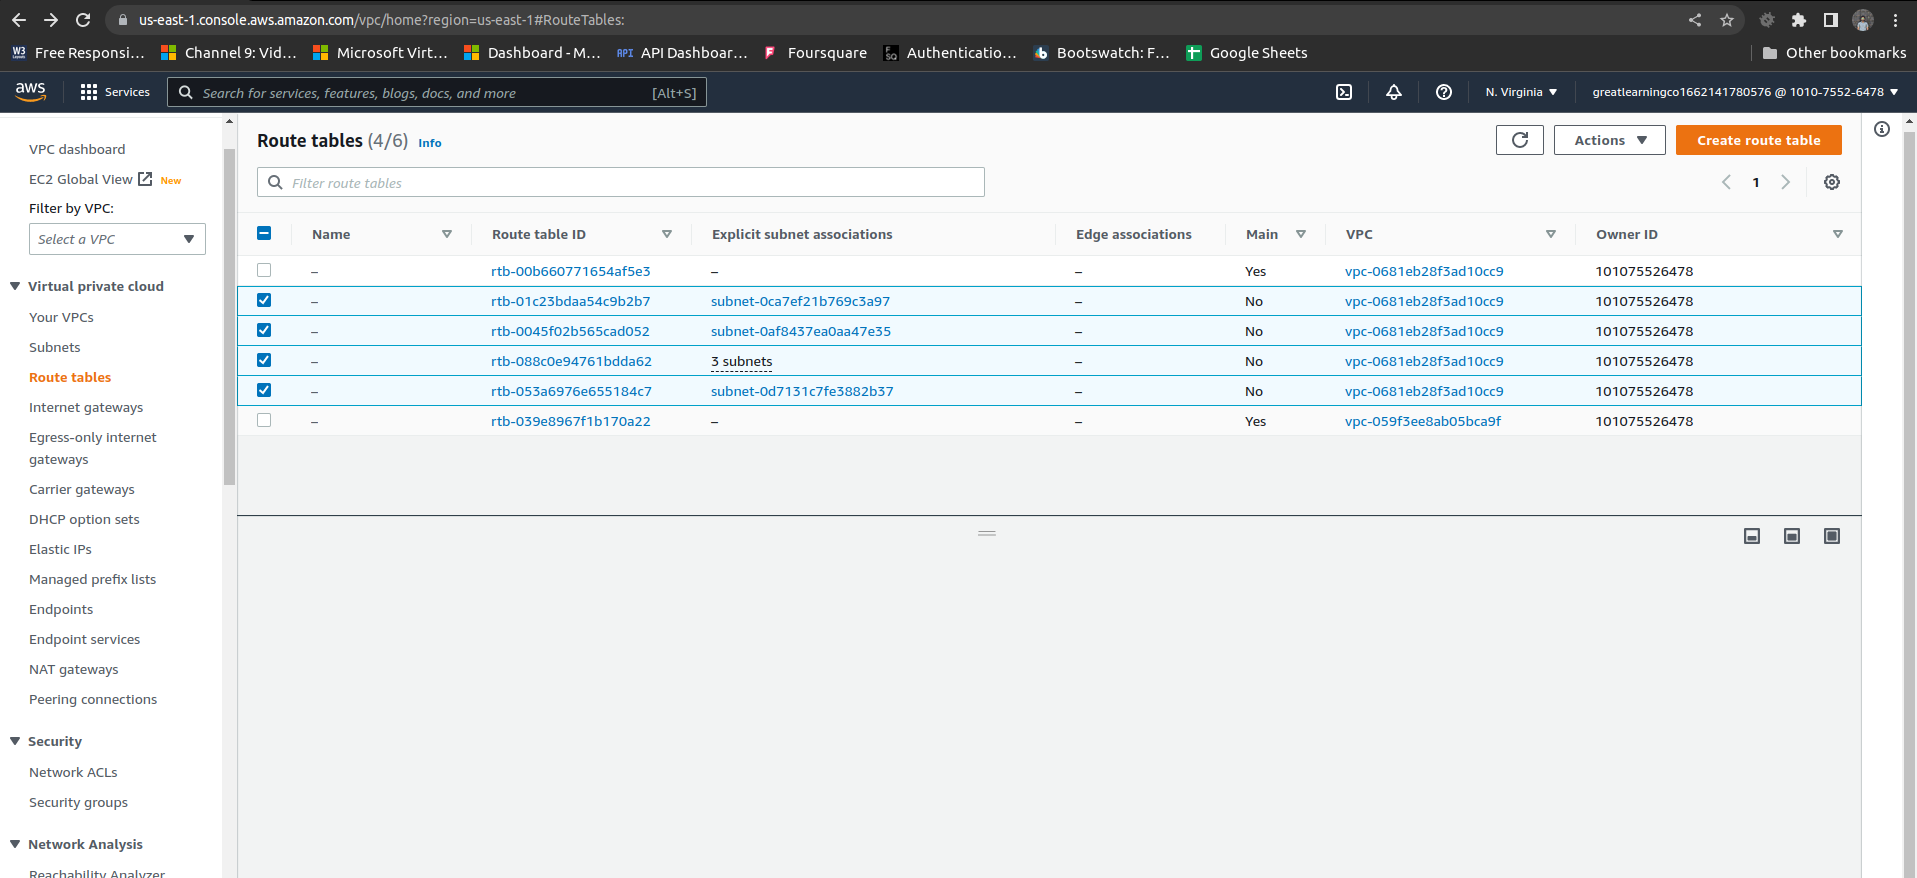 us-east-1.console.aws.amazon.com/vpc/home?region=us-east-1#RouteTables:
W3 Free Responsi... Channel 9: Vid... Microsoft Virt... Dashboard - M... API API Dashboar... Foursquare Authenticatio... Bootswatch: F... Google Sheets Other bookmarks
aws Services Search for services, features, blogs, docs, and more [Alt+S] N. Virginia greatlearningco1662141780576 @ 1010-7552-6478
VPC dashboard
EC2 Global View New
Filter by VPC:
Select a VPC
Virtual private cloud
Your VPCs
Subnets
Route tables
Internet gateways
Egress-only internet
gateways
Carrier gateways
DHCP option sets
Elastic IPs
Managed prefix lists
Endpoints
Endpoint services
NAT gateways
Peering connections
Security
Network ACLs
Security groups
Network Analysis
Reachability Analyzer
Route tables (4/6) Info Actions Create route table
Filter route tables 1
Name Route table ID Explicit subnet associations Edge associations Main VPC Owner ID
– rtb-00b660771654af5e3 – – Yes vpc-0681eb28f3ad10cc9 101075526478
– rtb-01c23bdaa54c9b2b7 subnet-0ca7ef21b769c3a97 – No vpc-0681eb28f3ad10cc9 101075526478
– rtb-0045f02b565cad052 subnet-0af8437ea0aa47e35 – No vpc-0681eb28f3ad10cc9 101075526478
– rtb-088c0e94761bdda62 3 subnets – No vpc-0681eb28f3ad10cc9 101075526478
– rtb-053a6976e655184c7 subnet-0d7131c7fe3882b37 – No vpc-0681eb28f3ad10cc9 101075526478
– rtb-039e8967f1b170a22 – – Yes vpc-059f3ee8ab05bca9f 101075526478